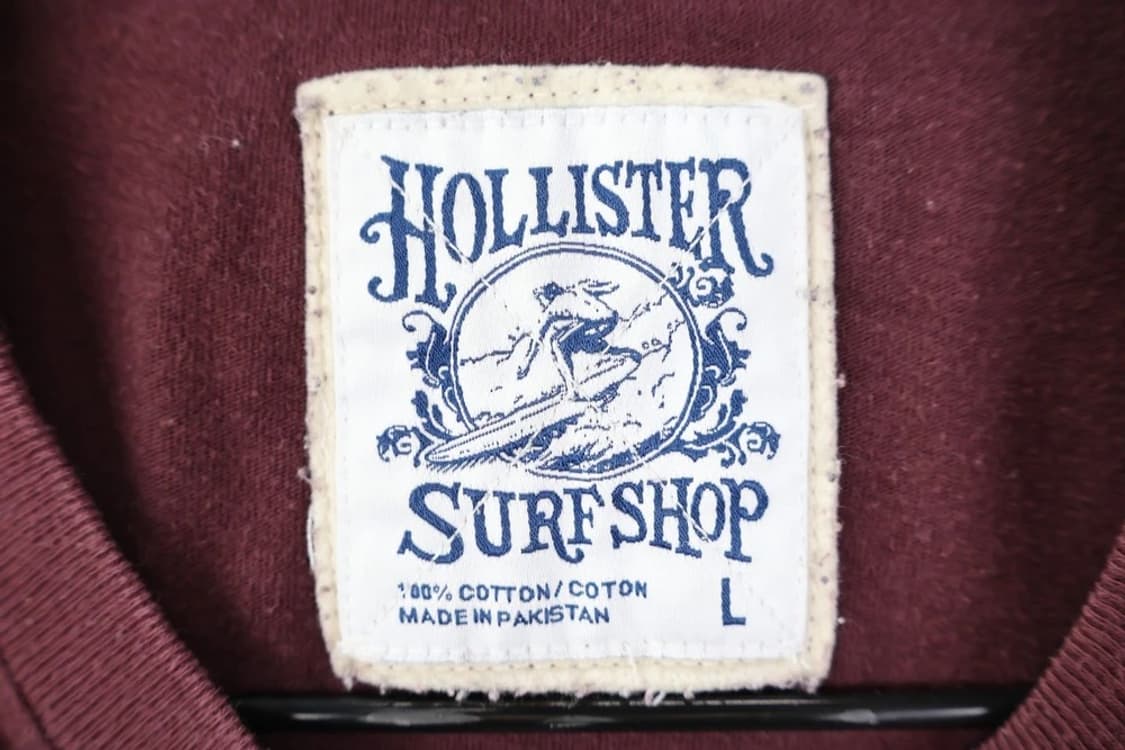 HOLLISTER
SURF SHOP
100% COTTON/COTON
MADE IN PAKISTAN
L